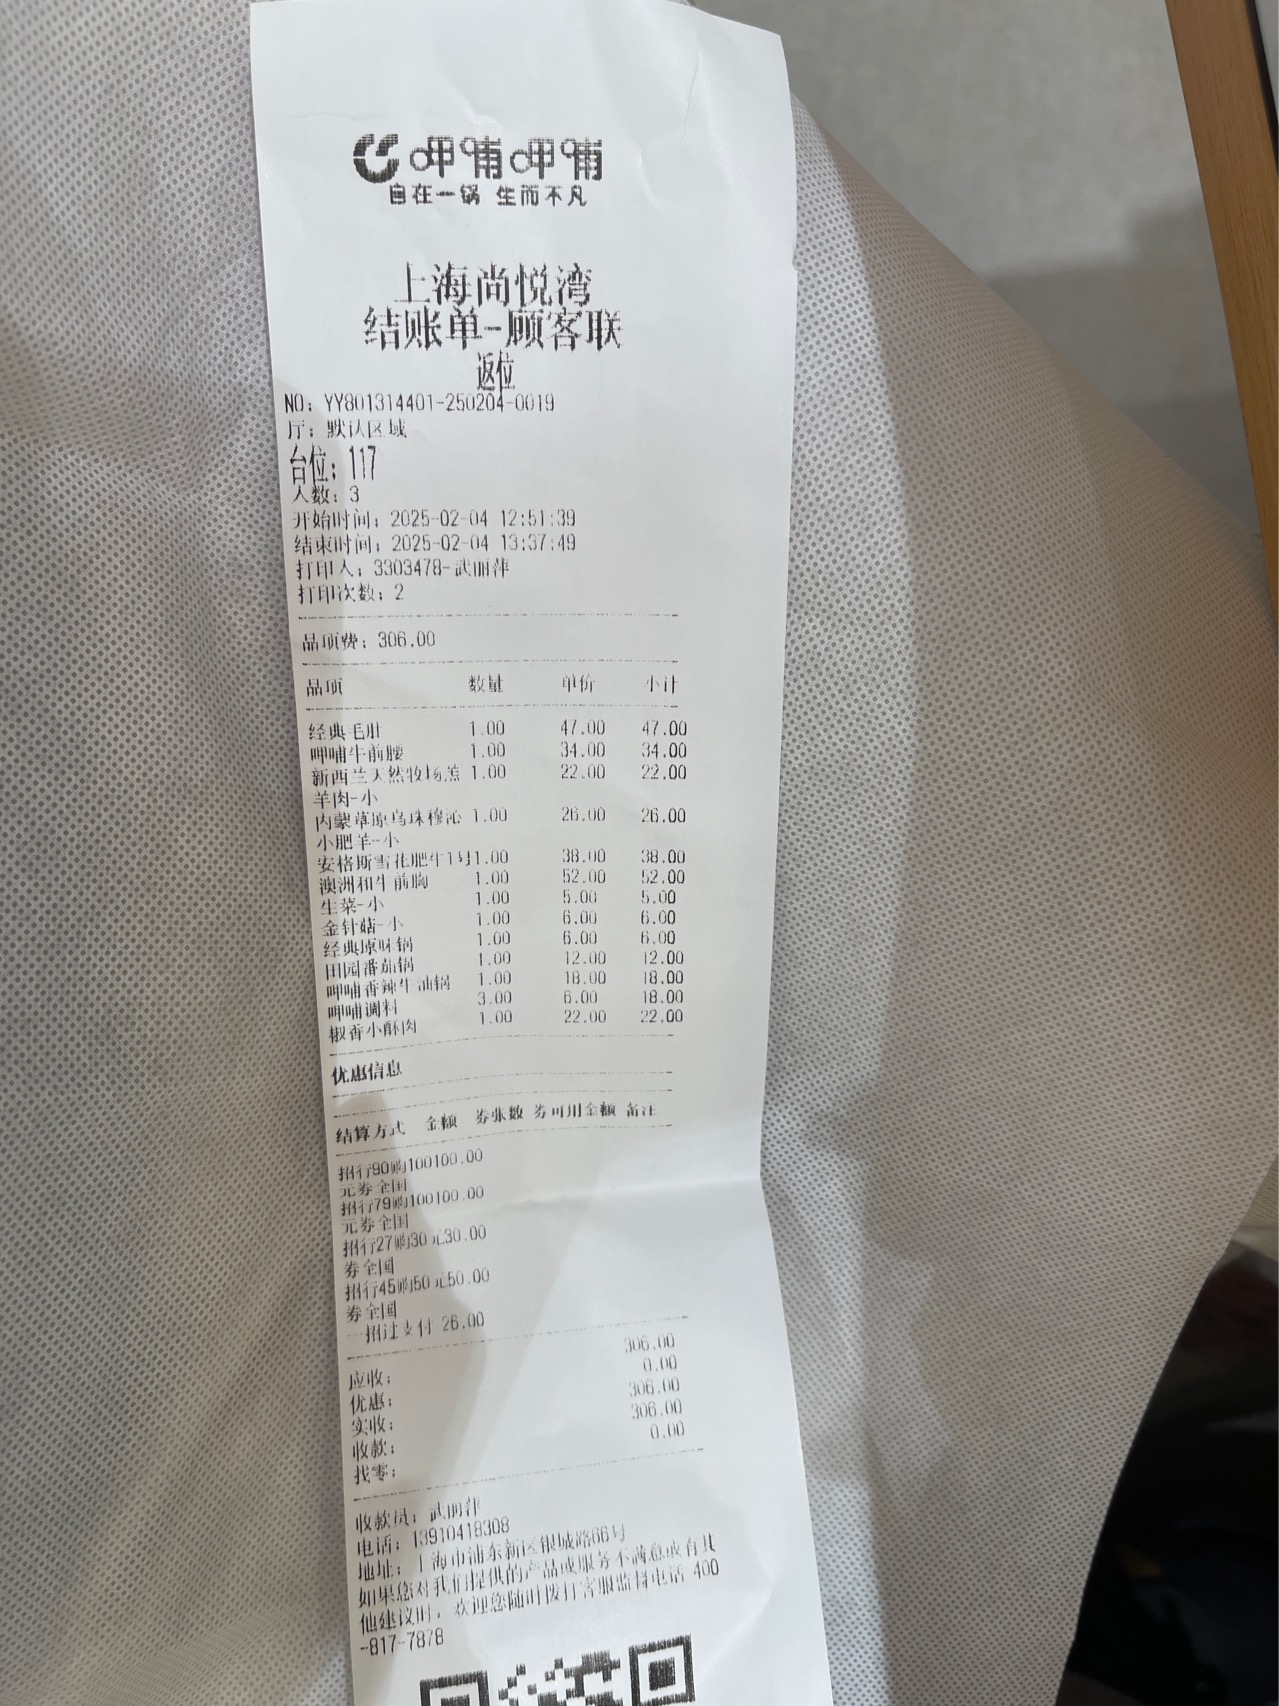 呷哺呷哺
自在一锅 生而不凡
上海尚悦湾
结账单-顾客联
返位
NO: YY801314401-250204-0019
厅: 默认区域
台位: 117
人数: 3
开始时间: 2025-02-04 12:51:39
结束时间: 2025-02-04 13:37:49
打印人: 3303478-武丽萍
打印次数: 2
品项费: 306.00
品项 数量 单价 小计
经典毛肚 1.00 47.00 47.00
呷哺牛前腰 1.00 34.00 34.00
新西兰天然牧场羔 1.00 22.00 22.00
羊肉-小
内蒙草原乌珠穆沁 1.00 26.00 26.00
小肥羊-小
安格斯雪花肥牛1号1.00 38.00 38.00
澳洲和牛前胸 1.00 52.00 52.00
生菜-小 1.00 5.00 5.00
金针菇-小 1.00 6.00 6.00
经典原味锅 1.00 6.00 6.00
田园番茄锅 1.00 12.00 12.00
呷哺香辣牛油锅 1.00 18.00 18.00
呷哺调料 3.00 6.00 18.00
椒香小酥肉 1.00 22.00 22.00
优惠信息
结算方式 金额 券张数 券可用金额 备注
招行90购100100.00
元券全国
招行79购100100.00
元券全国
招行27购30元30.00
券全国
招行45购50元50.00
券全国
一招过支付 26.00
应收: 306.00
优惠: 0.00
实收: 306.00
收款: 306.00
找零: 0.00
收款员: 武丽萍
电话: 13910418308
地址: 上海市浦东新区银城路66号
如果您对我们提供的产品或服务不满意或有其
他建议时, 欢迎您随时拨打客服监督电话 400
-817-7878